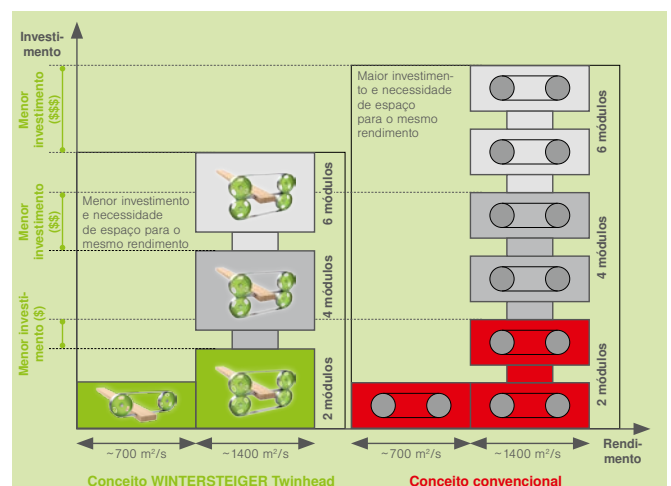 Investi-
mento
Menor
investimento
($$$)
Menor
investimento
($$)
Menor investi-
mento ($)
Menor investimento
e necessidade
de espaço para o
mesmo rendimento
6 módulos
4 módulos
2 módulos
Maior investimen-
to e necessidade
de espaço
para o mesmo
rendimento
6 módulos
4 módulos
2 módulos
~700 m²/s
~1400 m²/s
~700 m²/s
~1400 m²/s
Rendi-
mento
Conceito WINTERSTEIGER Twinhead
Conceito convencional